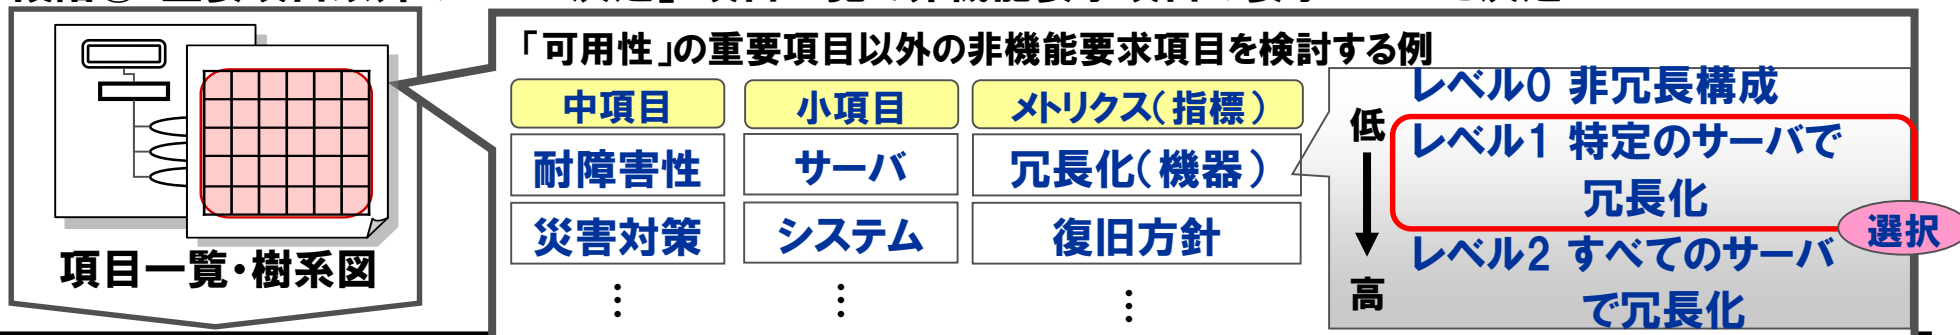 「可用性」の重要項目以外の非機能要求項目を検討する例
中項目 小項目 メトリクス(指標)
耐障害性 サーバ 冗長化(機器)
災害対策 システム 復旧方針
⋮ ⋮ ⋮
低
高
レベル0 非冗長構成
レベル1 特定のサーバで
冗長化
選択
レベル2 すべてのサーバ
で冗長化
項目一覧・樹系図